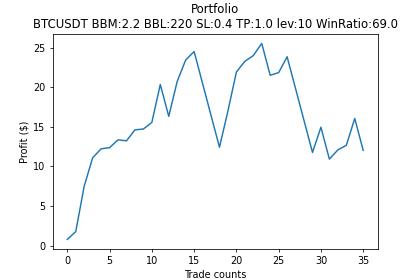 Portfolio
BTCUSDT BBM:2.2 BBL:220 SL:0.4 TP:1.0 lev:10 WinRatio:69.0
Profit ($)
25
20
15
10
5
0
0 5 10 15 20 25 30 35
Trade counts